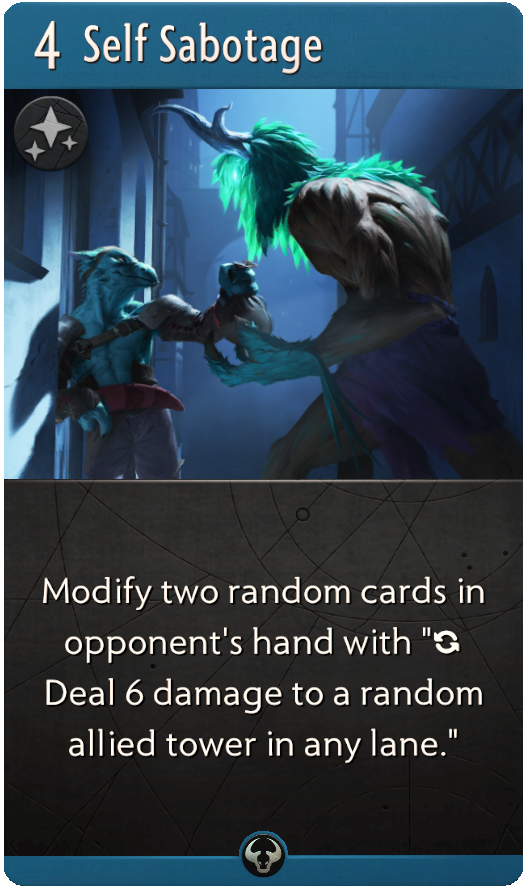 4 Self Sabotage
Modify two random cards in
opponent's hand with "
Deal 6 damage to a random
allied tower in any lane."